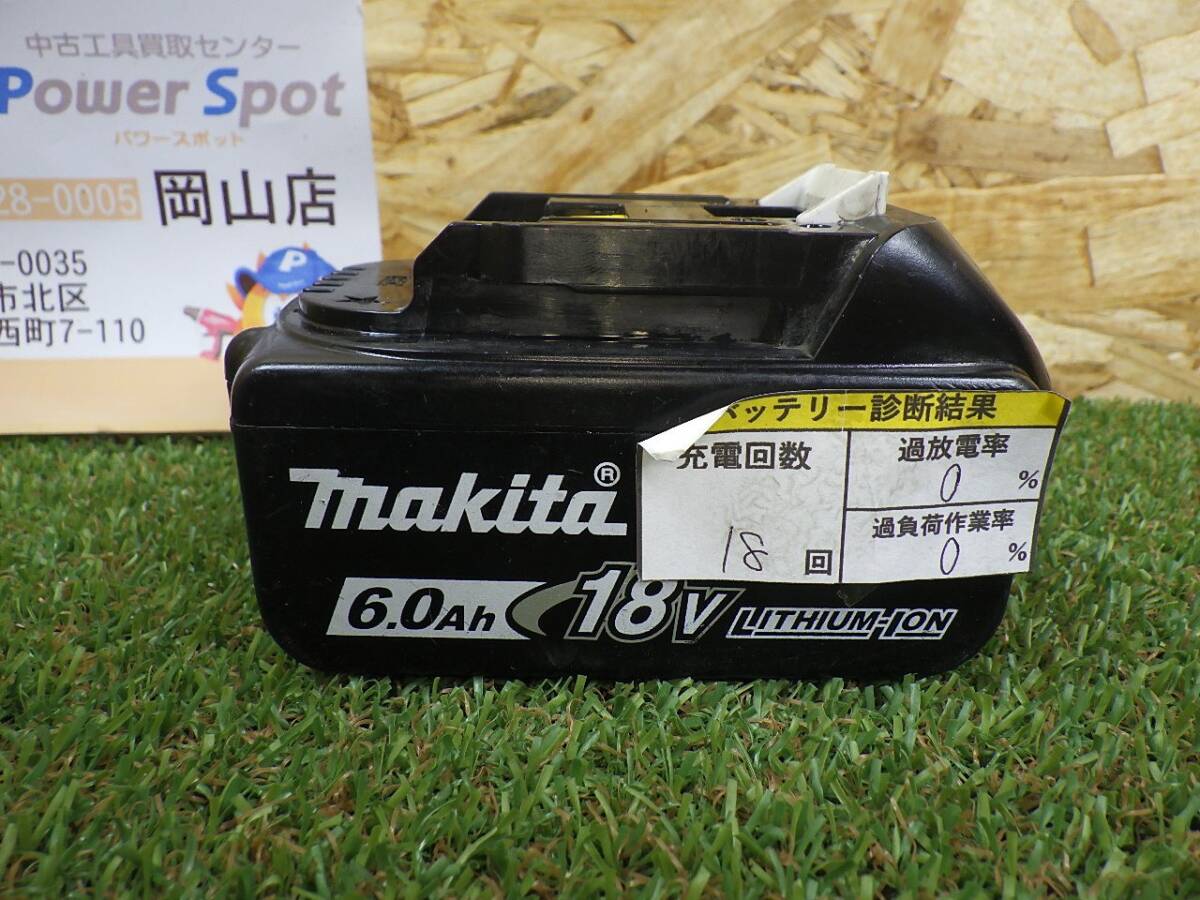 中古工具買取センター
Power Spot
パワースポット
28-0005 岡山店
-0035
市北区
西町7-110
P
makita®
6.0Ah 18V LITHIUM-ION
バッテリー診断結果
充電回数
18 回
過放電率
0 %
過負荷作業率
0 %